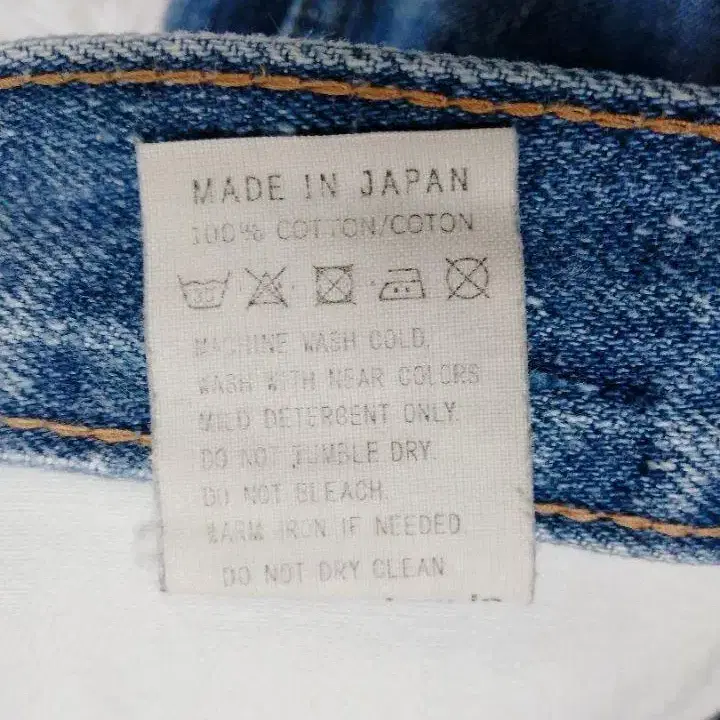 MADE IN JAPAN
100% COTTON/COTON
30
MACHINE WASH COLD.
WASH WITH NEAR COLORS
MILD DETERGENT ONLY.
DO NOT TUMBLE DRY.
DO NOT BLEACH.
WARM IRON IF NEEDED.
DO NOT DRY CLEAN